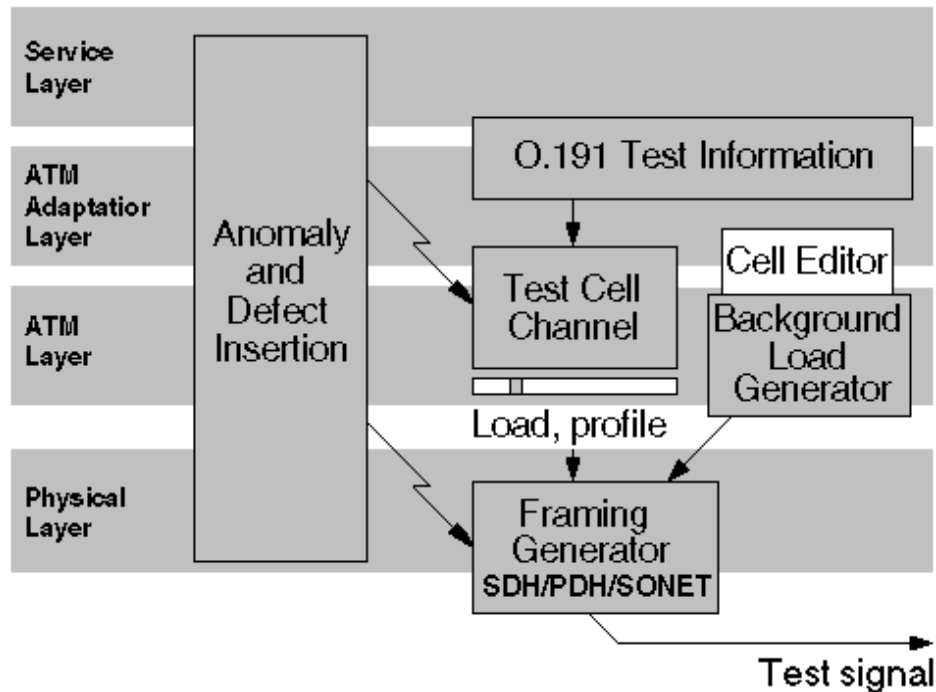 Service
Layer
ATM
Adaptatior
Layer
ATM
Layer
Physical
Layer
Anomaly
and
Defect
Insertion
O.191 Test Information
Test Cell
Channel
Cell Editor
Background
Load
Generator
Load, profile
Framing
Generator
SDH/PDH/SONET
Test signal